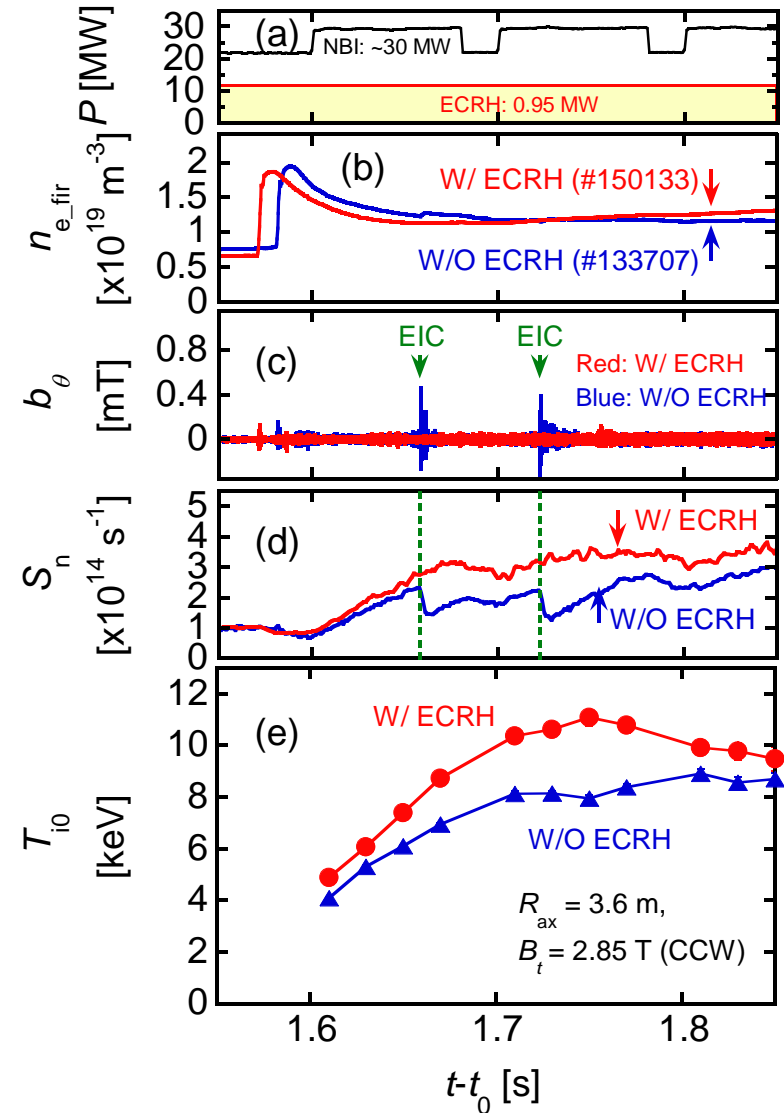 30
20
10
0
P [MW]
(a)
NBI: ~30 MW
ECRH: 0.95 MW
2
1.5
1
0.5
0
n e_fir
[x10^19 m^-3]
(b)
W/ ECRH (#150133)
W/O ECRH (#133707)
0.8
0.4
0
b_θ
[mT]
(c)
EIC
EIC
Red: W/ ECRH
Blue: W/O ECRH
5
4
3
2
1
0
S_n
[x10^14 s^-1]
(d)
W/ ECRH
W/O ECRH
12
10
8
6
4
2
0
T_i0
[keV]
(e)
W/ ECRH
W/O ECRH
R_ax = 3.6 m,
B_t = 2.85 T (CCW)
1.6 1.7 1.8
t-t_0 [s]